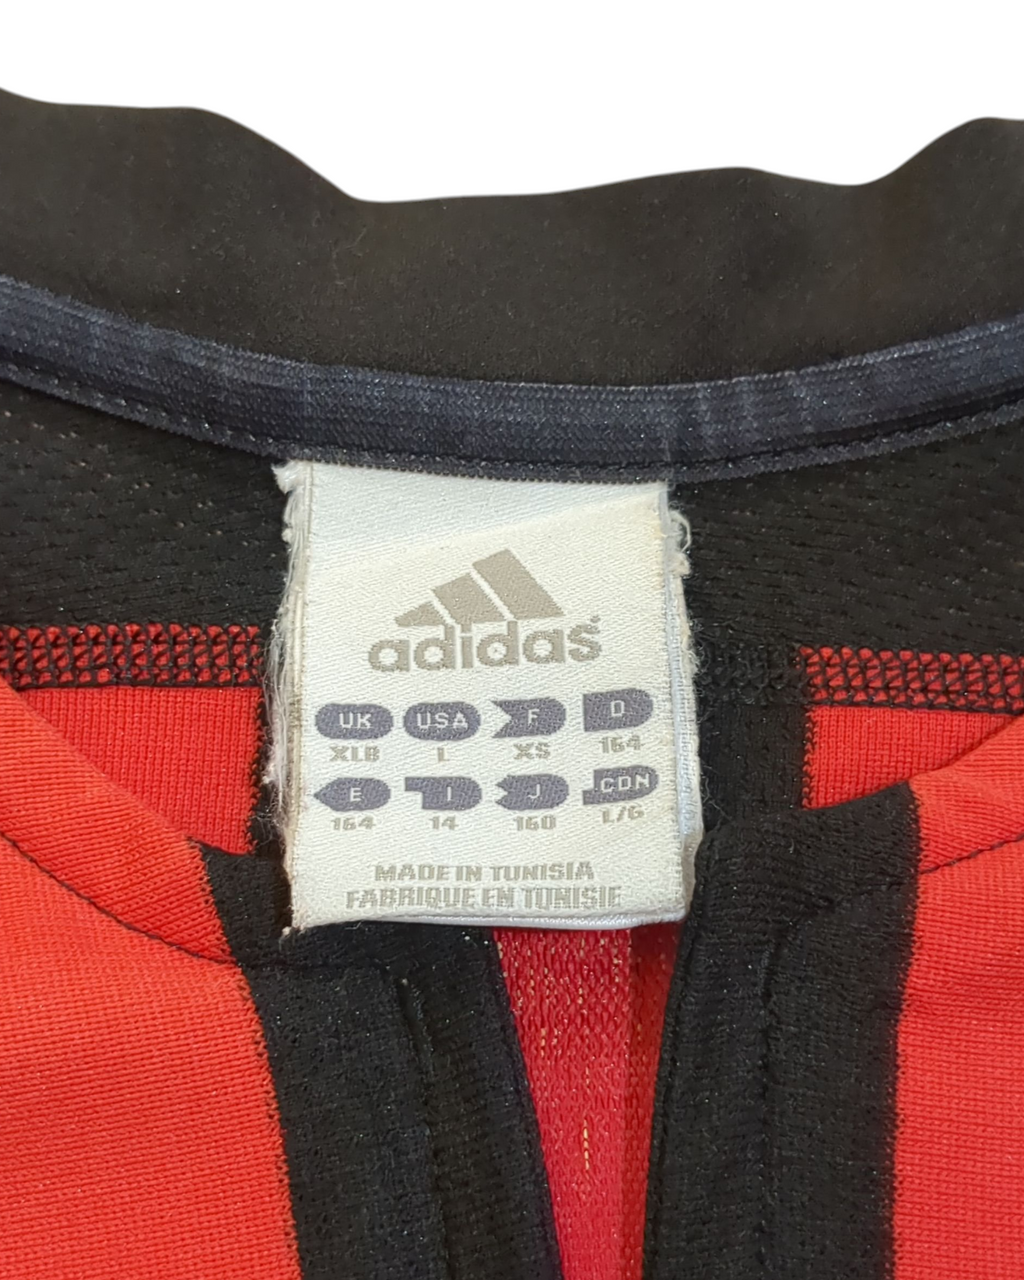 adidas
UK USA F D
XLB L XS 164
E I J CDN
164 14 160 L/G
MADE IN TUNISIA
FABRIQUE EN TUNISIE